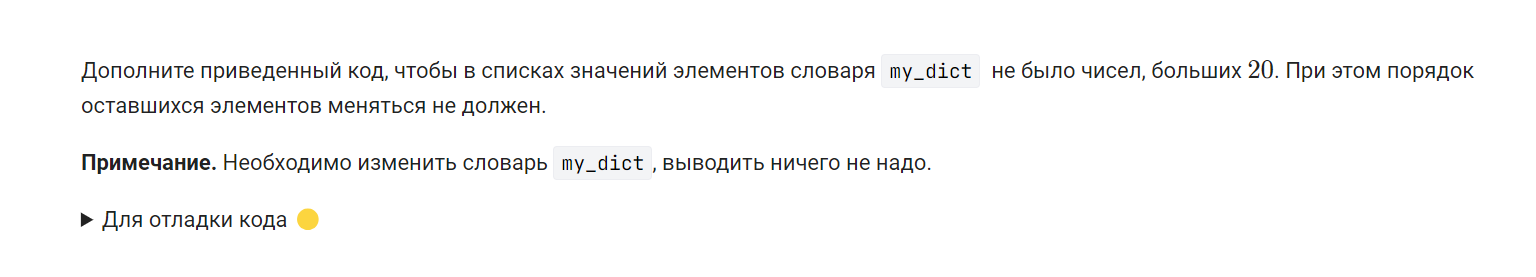 Дополните приведенный код, чтобы в списках значений элементов словаря my_dict не было чисел, больших 20. При этом порядок
оставшихся элементов меняться не должен.
Примечание. Необходимо изменить словарь my_dict, выводить ничего не надо.
Для отладки кода